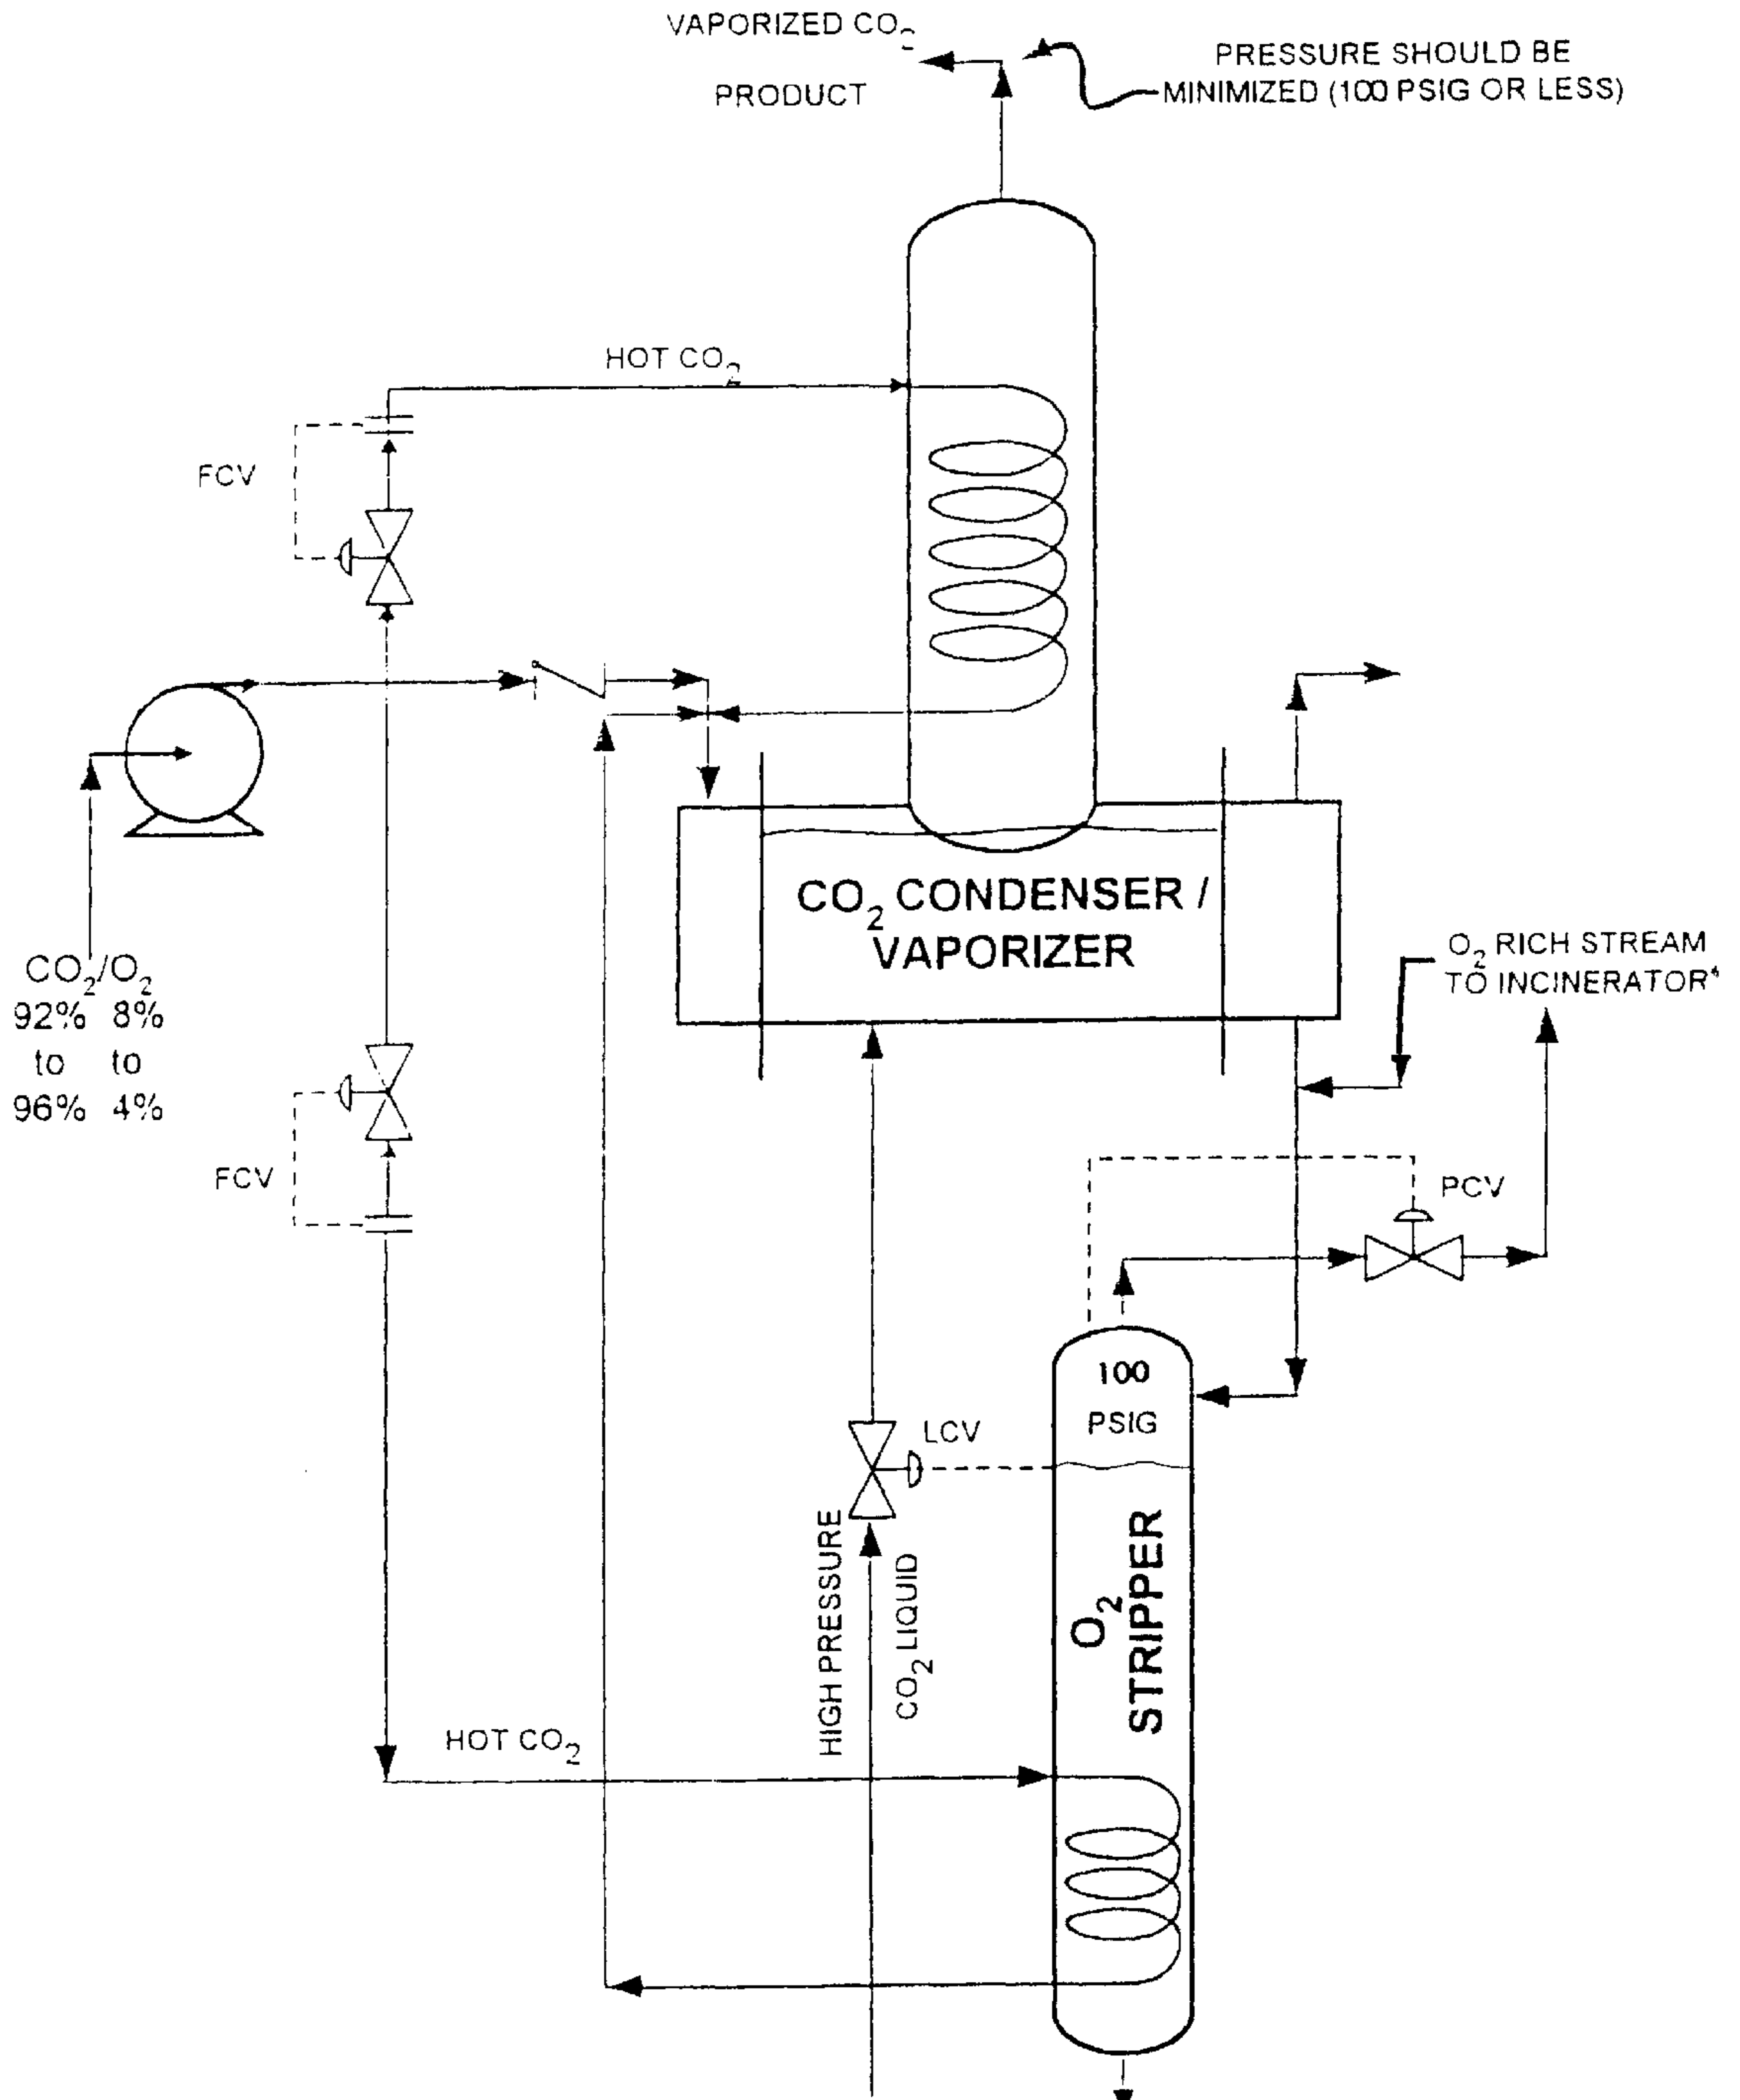 VAPORIZED CO₂
PRODUCT
PRESSURE SHOULD BE
MINIMIZED (100 PSIG OR LESS)
HOT CO₂
FCV
CO₂ CONDENSER /
VAPORIZER
CO₂/O₂
92% 8%
to to
96% 4%
O₂ RICH STREAM
TO INCINERATOR⁴
FCV
PCV
100
PSIG
LCV
HIGH PRESSURE
CO₂ LIQUID
O₂
STRIPPER
HOT CO₂